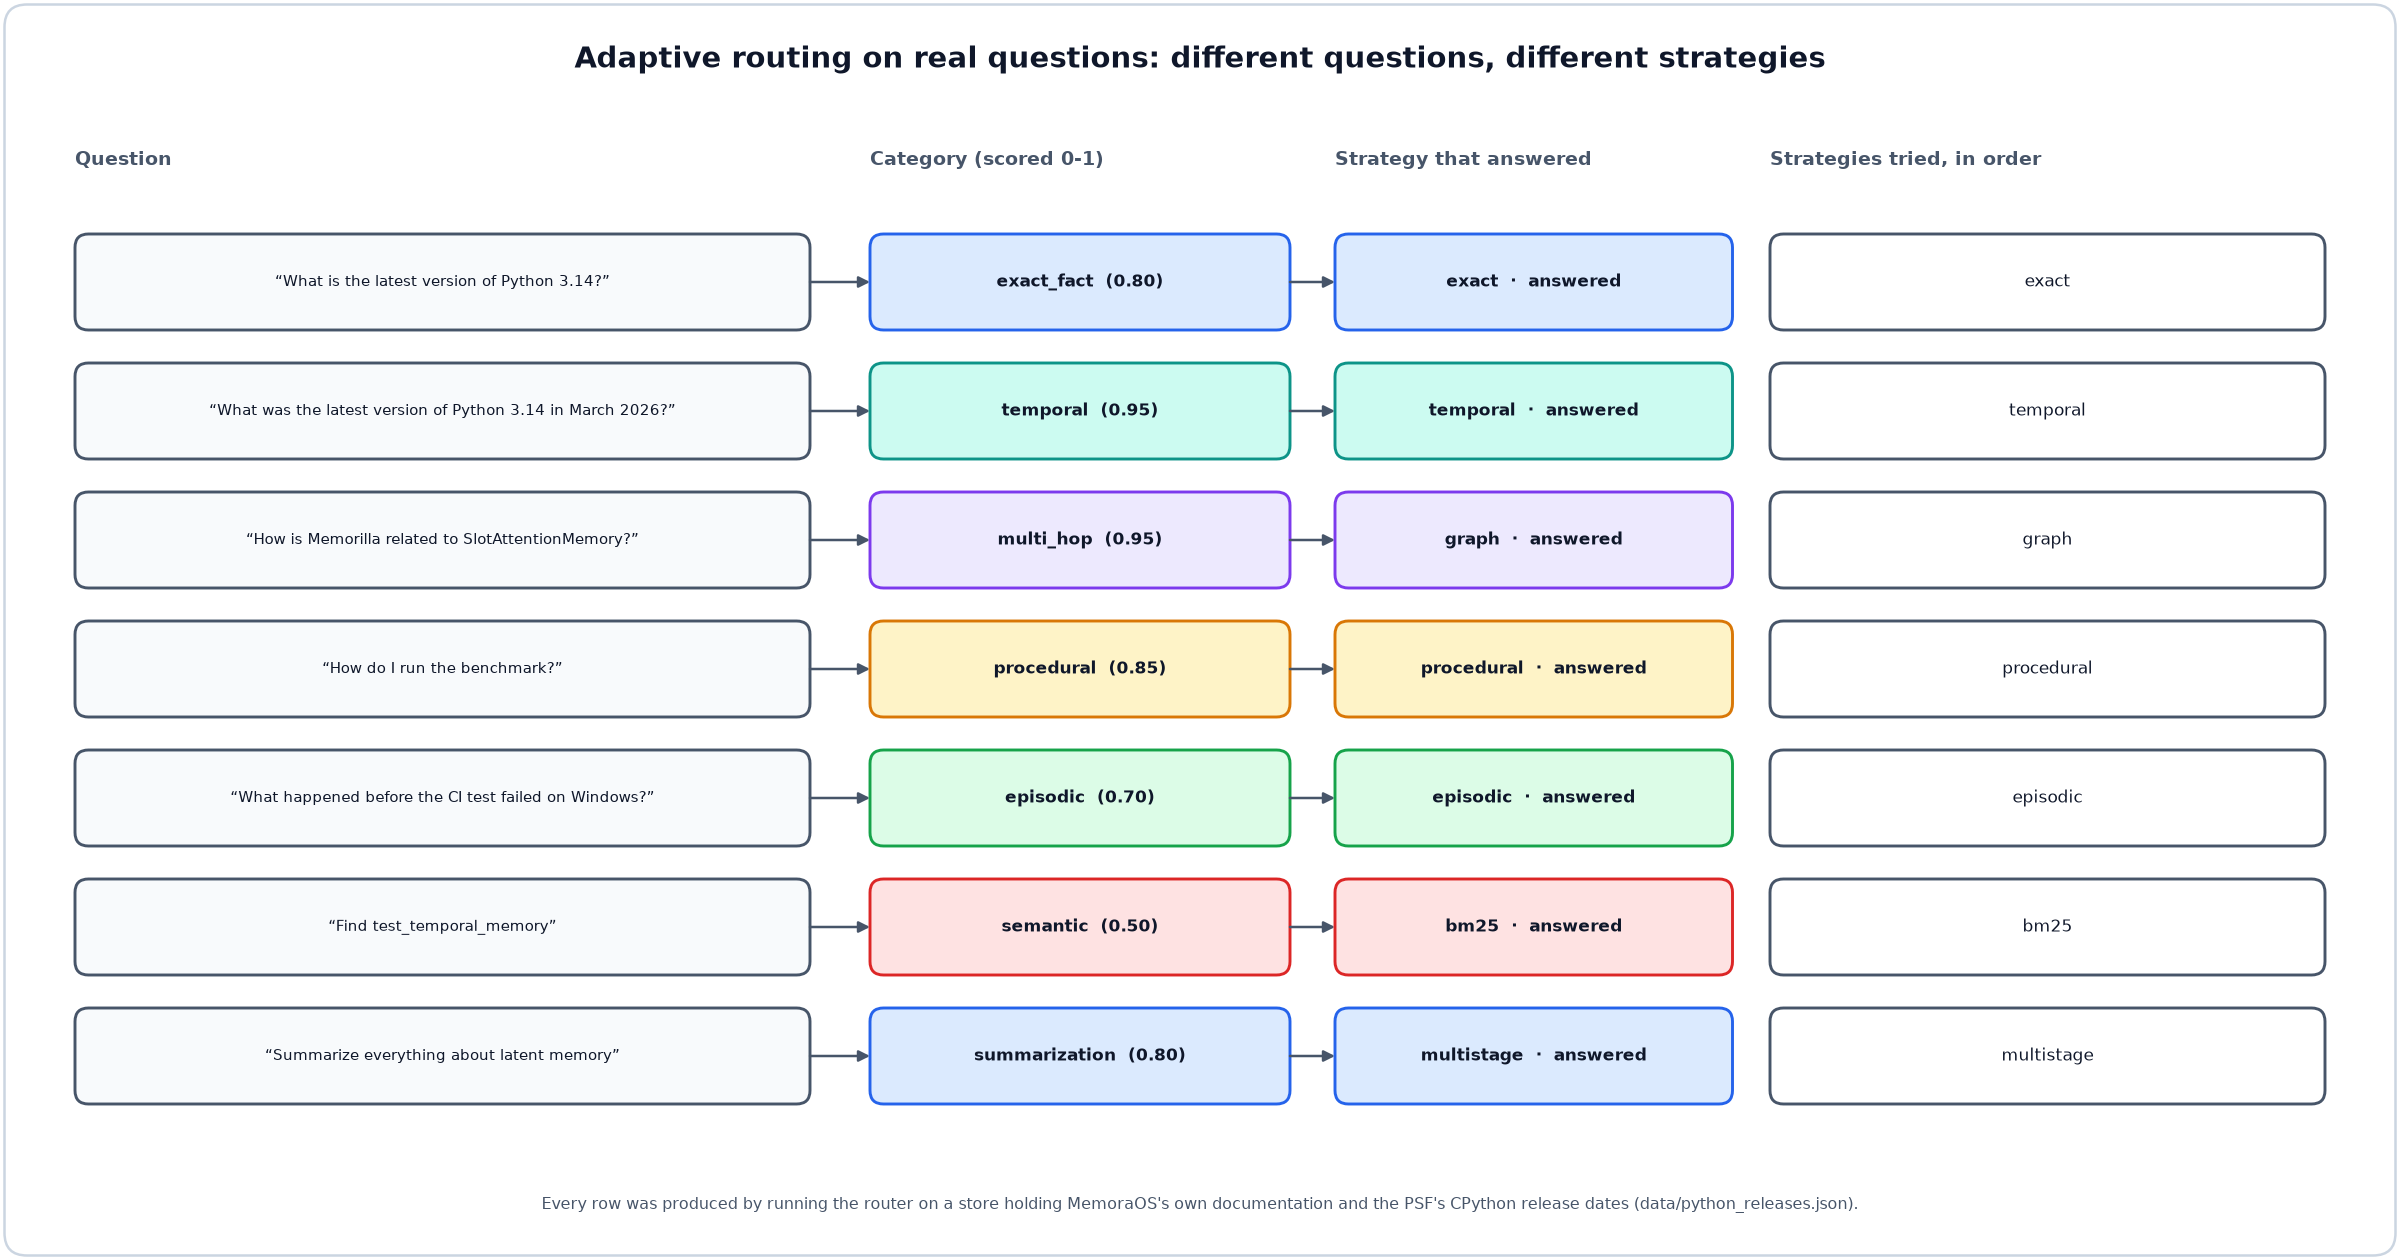 Adaptive routing on real questions: different questions, different strategies
Question
Category (scored 0-1)
Strategy that answered
Strategies tried, in order
“What is the latest version of Python 3.14?”
exact_fact (0.80)
exact · answered
exact
“What was the latest version of Python 3.14 in March 2026?”
temporal (0.95)
temporal · answered
temporal
“How is Memorilla related to SlotAttentionMemory?”
multi_hop (0.95)
graph · answered
graph
“How do I run the benchmark?”
procedural (0.85)
procedural · answered
procedural
“What happened before the CI test failed on Windows?”
episodic (0.70)
episodic · answered
episodic
“Find test_temporal_memory”
semantic (0.50)
bm25 · answered
bm25
“Summarize everything about latent memory”
summarization (0.80)
multistage · answered
multistage
Every row was produced by running the router on a store holding MemoraOS's own documentation and the PSF's CPython release dates (data/python_releases.json).